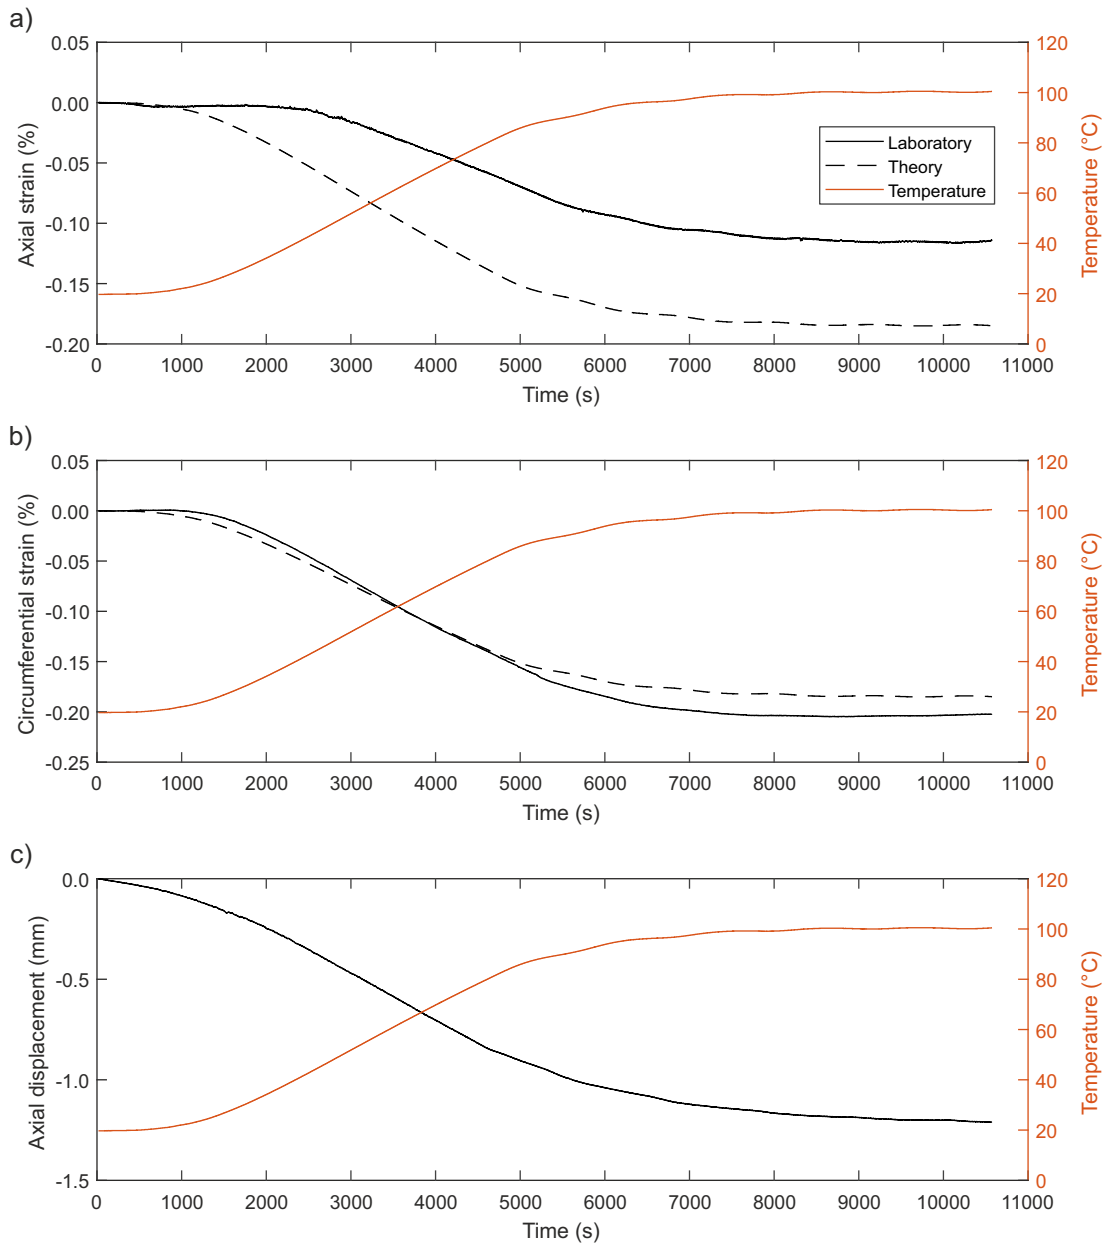 a)
0.05
0.00
-0.05
-0.10
-0.15
-0.20
Axial strain (%)
0 1000 2000 3000 4000 5000 6000 7000 8000 9000 10000 11000
Time (s)
120
100
80
60
40
20
0
Temperature (°C)
Laboratory
Theory
Temperature
b)
0.05
0.00
-0.05
-0.10
-0.15
-0.20
-0.25
Circumferential strain (%)
0 1000 2000 3000 4000 5000 6000 7000 8000 9000 10000 11000
Time (s)
120
100
80
60
40
20
0
Temperature (°C)
c)
0.0
-0.5
-1.0
-1.5
Axial displacement (mm)
0 1000 2000 3000 4000 5000 6000 7000 8000 9000 10000 11000
Time (s)
120
100
80
60
40
20
0
Temperature (°C)